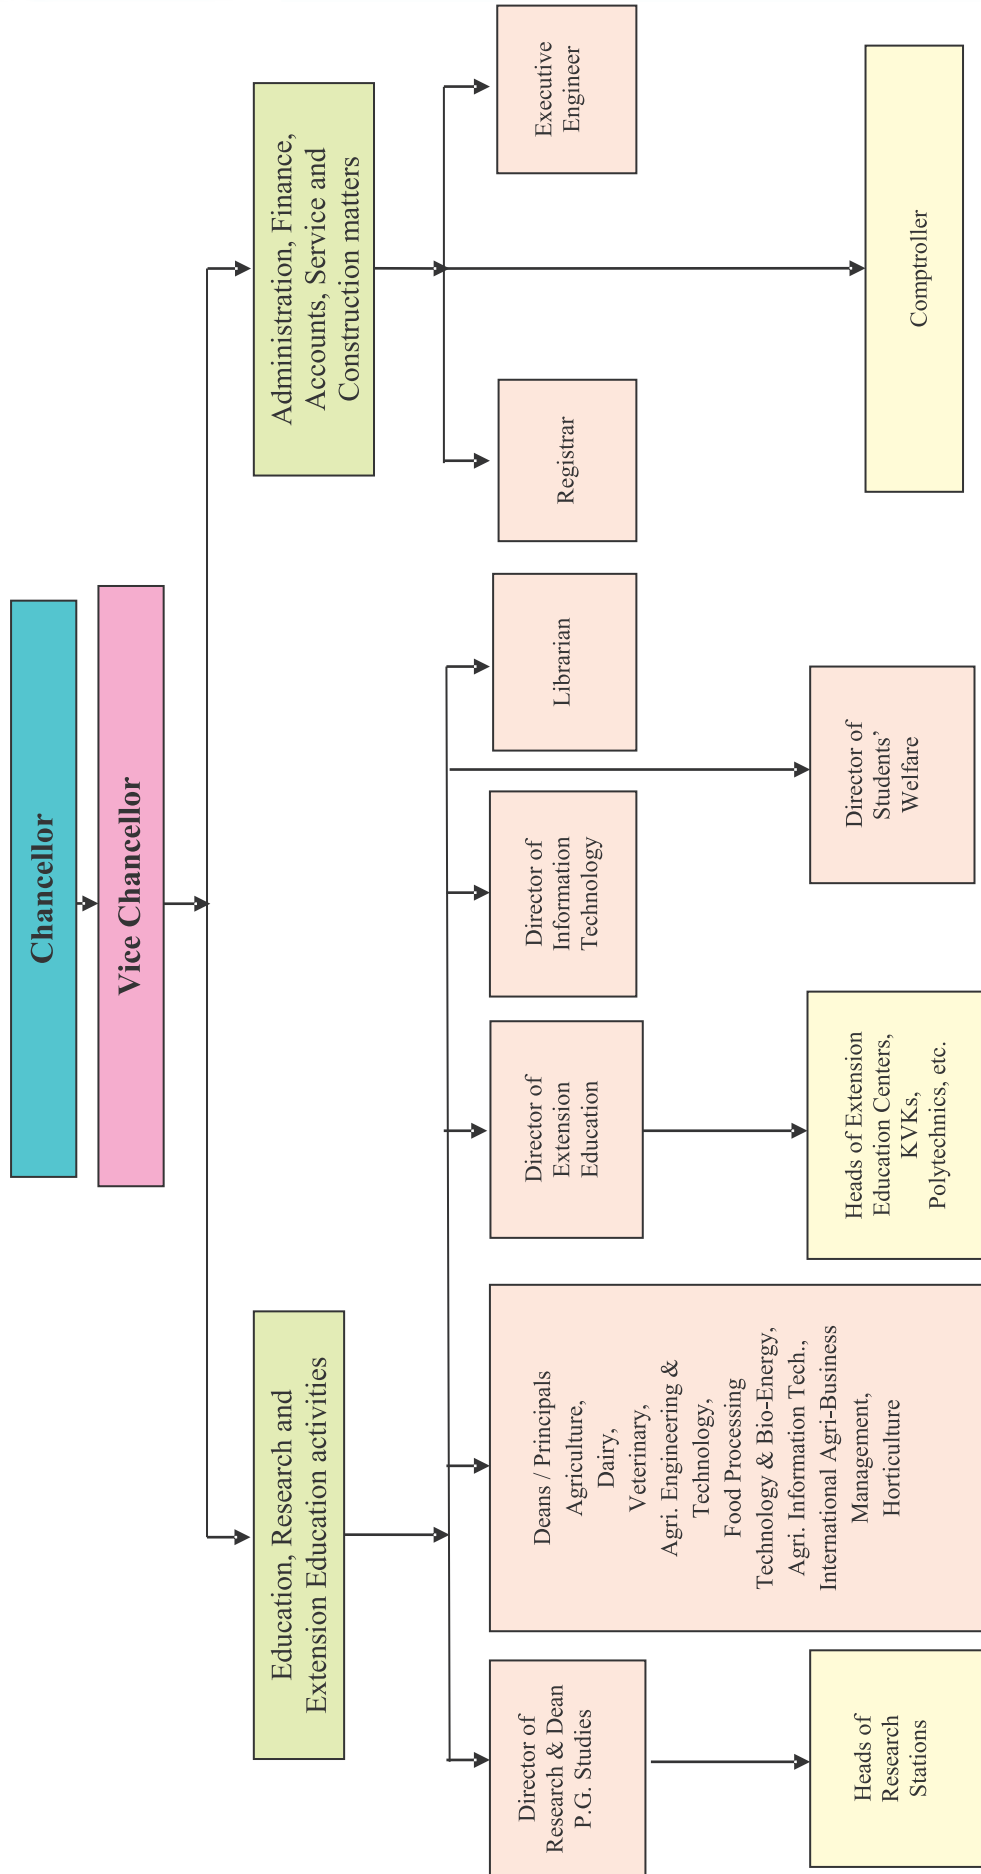 Chancellor
Vice Chancellor
Education, Research and
Extension Education activities
Administration, Finance,
Accounts, Service and
Construction matters
Director of
Research & Dean
P.G. Studies
Deans / Principals
Agriculture,
Dairy,
Veterinary,
Agri. Engineering &
Technology,
Food Processing
Technology & Bio-Energy,
Agri. Information Tech.,
International Agri-Business
Management,
Horticulture
Director of
Extension
Education
Director of
Information
Technology
Librarian
Registrar
Executive
Engineer
Heads of
Research
Stations
Heads of Extension
Education Centers,
KVKs,
Polytechnics, etc.
Director of
Students’
Welfare
Comptroller